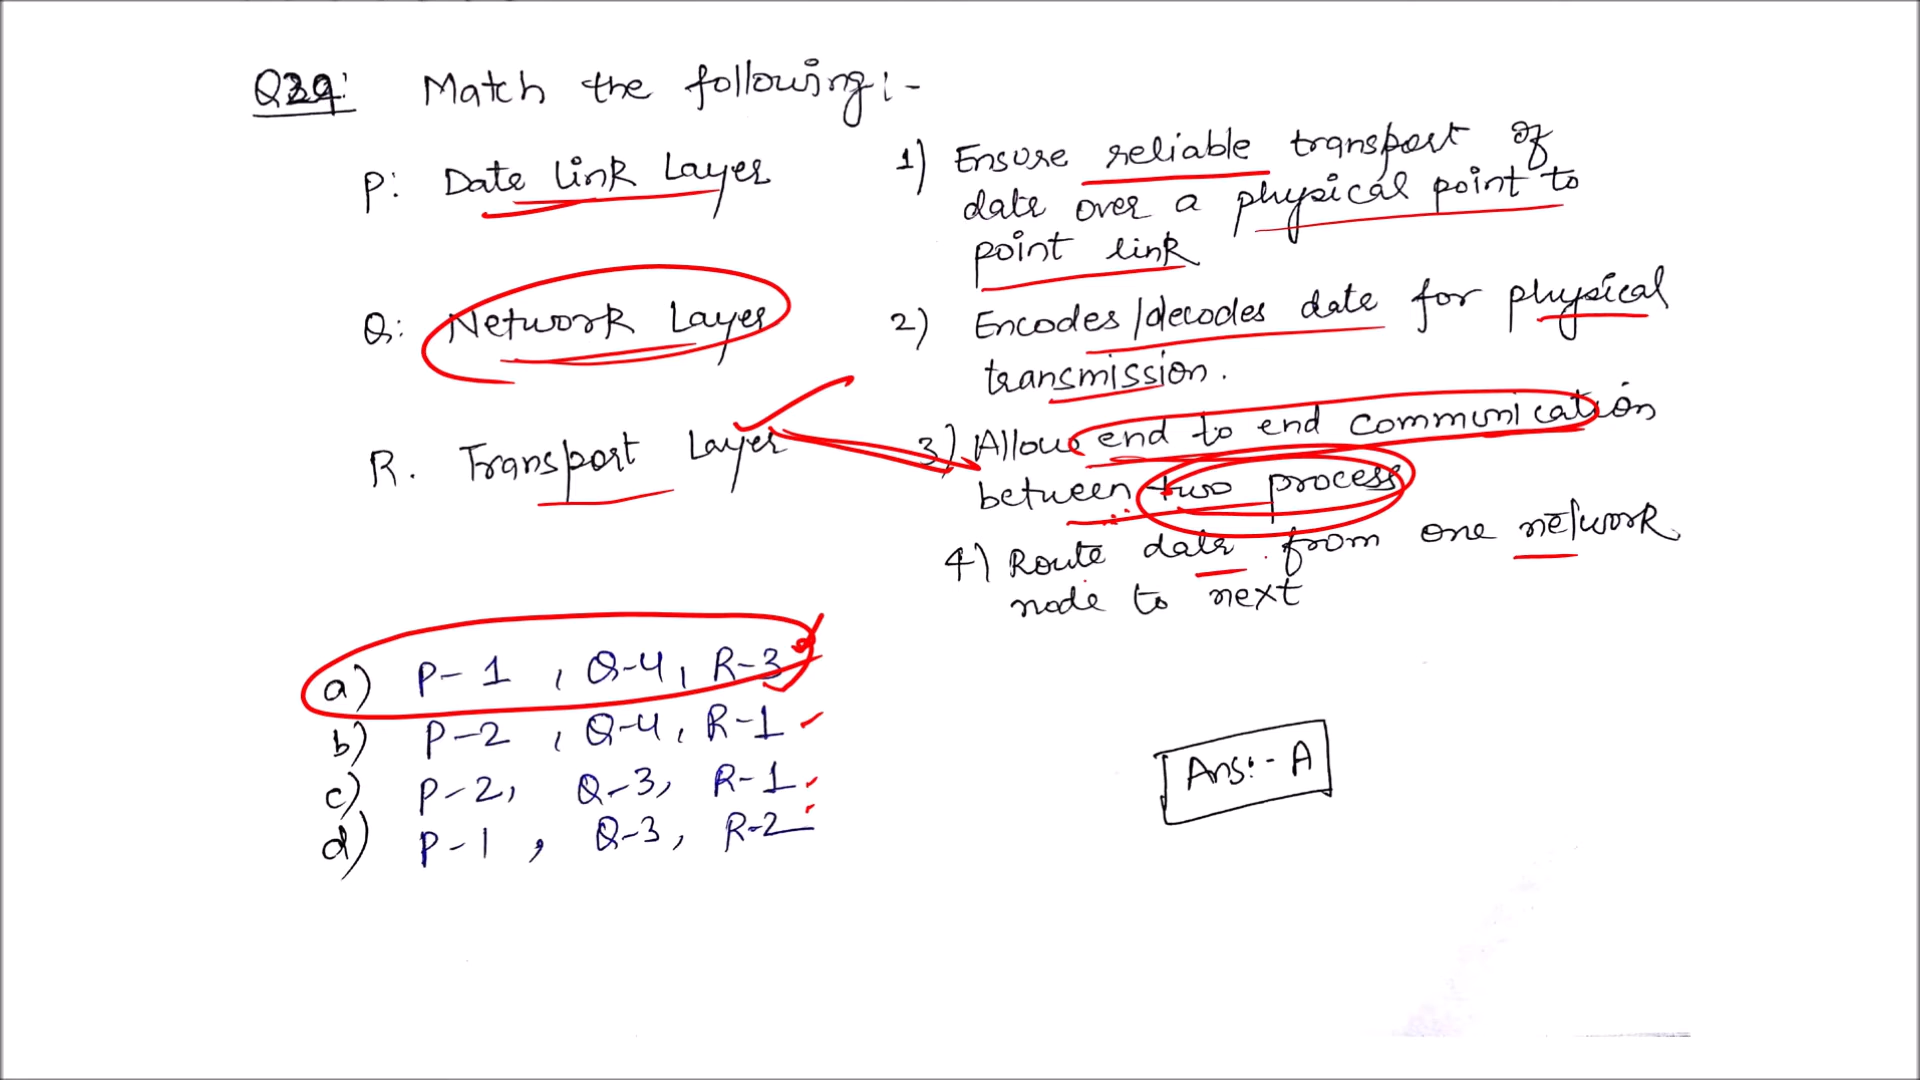 Q39: Match the following:-
P: Date link Layer
1) Ensure reliable transport of
date over a physical point to
point link
Q: Network Layer
2) Encodes/decodes date for physical
transmission.
R. Transport Layer
3) Allow end to end communication
between two process
4) Route date from one network
node to next
a) P-1, Q-4, R-3
b) P-2, Q-4, R-1
c) P-2, Q-3, R-1
d) P-1, Q-3, R-2
Ans:- A